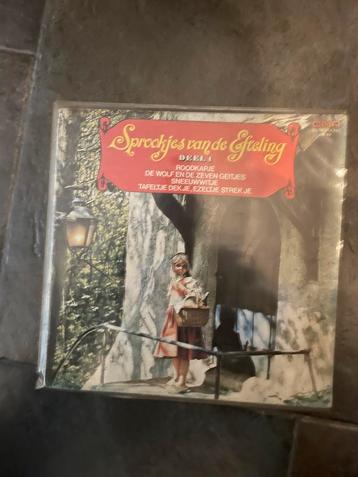 Sprookjes van de Efteling
DEEL 1
ROODKAPJE
DE WOLF EN DE ZEVEN GEITJES
SNEEUWWITJE
TAFELTJE DEK JE, EZELTJE STREK JE